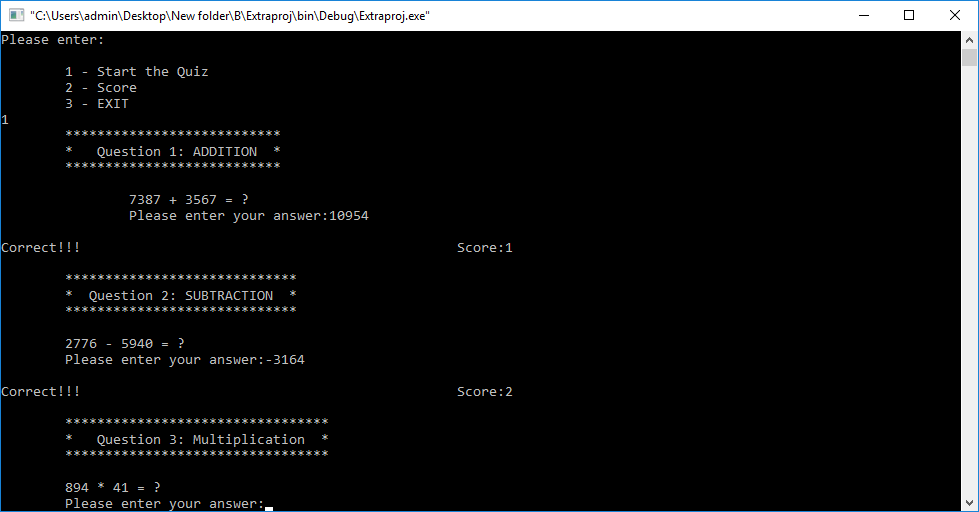 "C:\Users\admin\Desktop\New folder\B\Extraproj\bin\Debug\Extraproj.exe"
Please enter:
1 - Start the Quiz
2 - Score
3 - EXIT
1
***************************
*   Question 1: ADDITION  *
***************************
7387 + 3567 = ?
Please enter your answer:10954
Correct!!! Score:1
*****************************
*  Question 2: SUBTRACTION  *
*****************************
2776 - 5940 = ?
Please enter your answer:-3164
Correct!!! Score:2
*********************************
*   Question 3: Multiplication  *
*********************************
894 * 41 = ?
Please enter your answer: